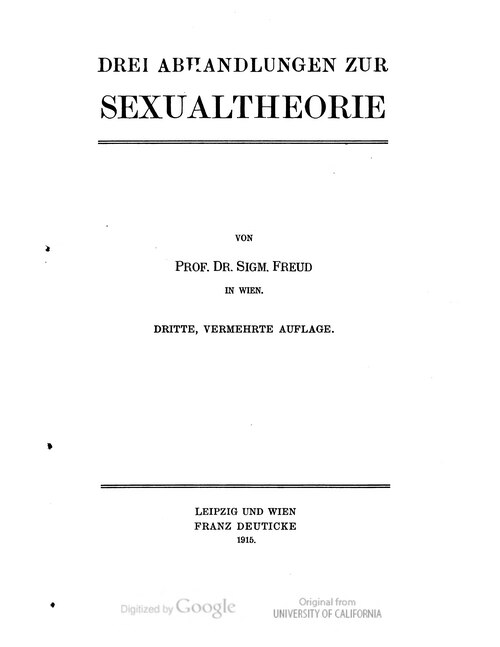 DREI ABHANDLUNGEN ZUR
SEXUALTHEORIE
VON
PROF. DR. SIGM. FREUD
IN WIEN.
DRITTE, VERMEHRTE AUFLAGE.
LEIPZIG UND WIEN
FRANZ DEUTICKE
1915.
Digitized by Google
Original from
UNIVERSITY OF CALIFORNIA